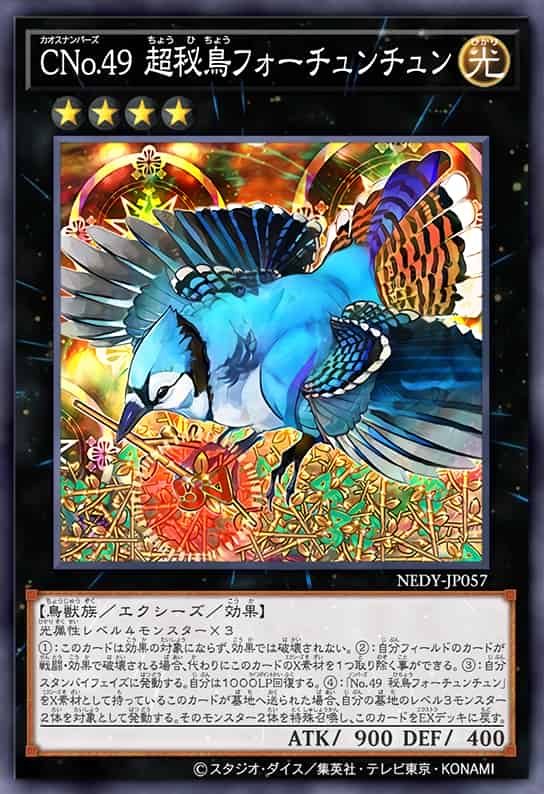 カオスナンバーズ ちょう ひ ちょう ひかり
CNo.49 超秘鳥フォーチュンチュン 光
NEDY-JP057
【鳥獣族/エクシーズ/効果】
光属性レベル4モンスター×3
①:このカードは効果の対象にならず、効果では破壊されない。②:自分フィールドのカードが
戦闘・効果で破壊される場合、代わりにこのカードのX素材を1つ取り除く事ができる。③:自分
スタンバイフェイズに発動する。自分は1000LP回復する。④:「No.49 秘鳥フォーチュンチュン」
をX素材として持っているこのカードが墓地へ送られた場合、自分の墓地のレベル3モンスター
2体を対象として発動する。そのモンスター2体を特殊召喚し、このカードをEXデッキに戻す。
ATK/ 900 DEF/ 400
©スタジオ・ダイス/集英社・テレビ東京・KONAMI